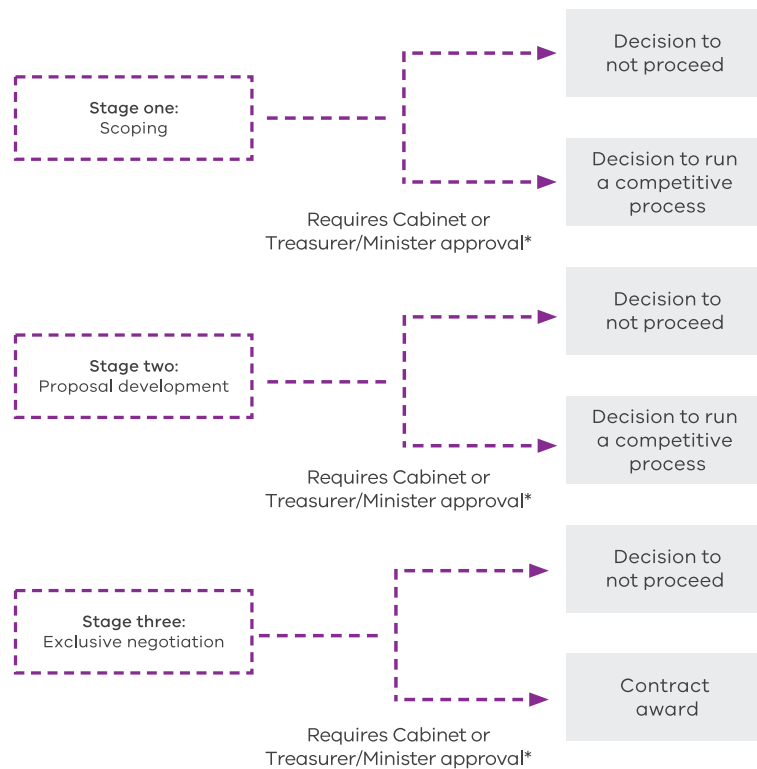 Decision to
not proceed
Stage one:
Scoping
Decision to run
a competitive
process
Requires Cabinet or
Treasurer/Minister approval*
Decision to
not proceed
Stage two:
Proposal development
Decision to run
a competitive
process
Requires Cabinet or
Treasurer/Minister approval*
Decision to
not proceed
Stage three:
Exclusive negotiation
Contract
award
Requires Cabinet or
Treasurer/Minister approval*